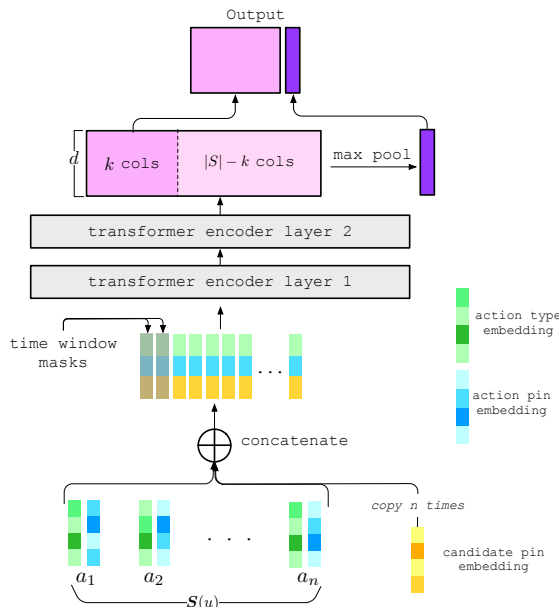 Output
d
k cols
|S| − k cols
max pool
transformer encoder layer 2
transformer encoder layer 1
time window
masks
...
action type
embedding
action pin
embedding
concatenate
copy n times
. . .
candidate pin
embedding
a₁
a₂
aₙ
S(u)